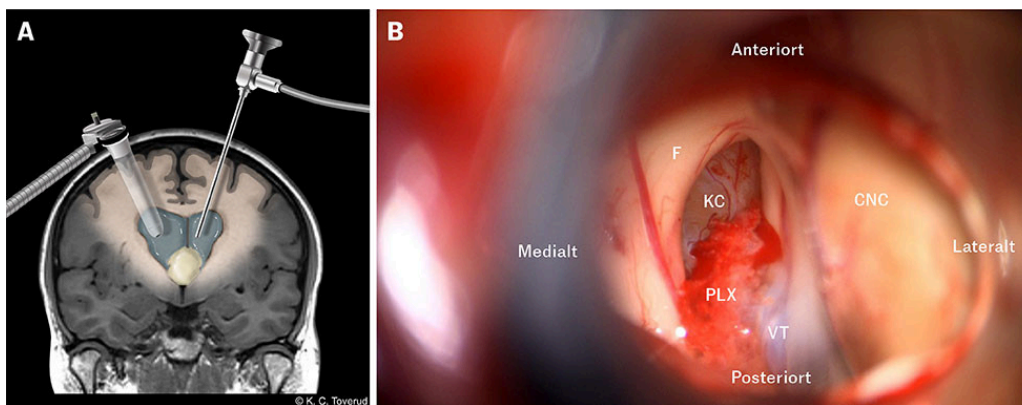 A
© K. C. Toverud
B
Anteriort
F
KC
CNC
Medialt
Lateralt
PLX
VT
Posteriort